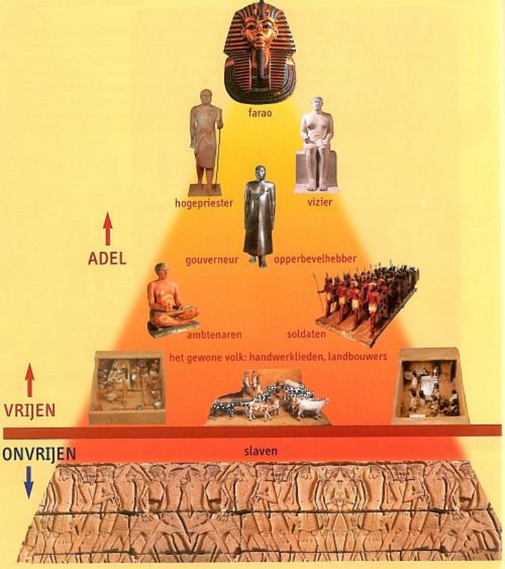 farao
hogepriester
vizier
ADEL
gouverneur
opperbevelhebber
ambtenaren
soldaten
het gewone volk: handwerklieden, landbouwers
VRIJEN
ONVRIJEN
slaven